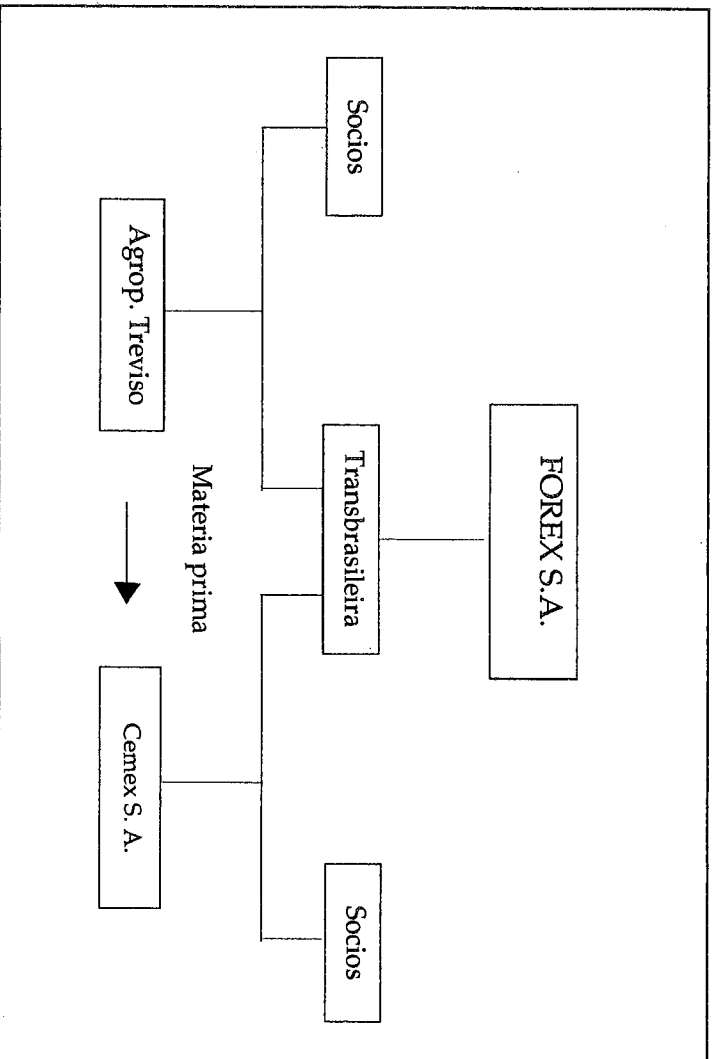 FOREX S.A.
Socios
Transbrasileira
Socios
Materia prima
Agrop. Treviso
Cemex S. A.